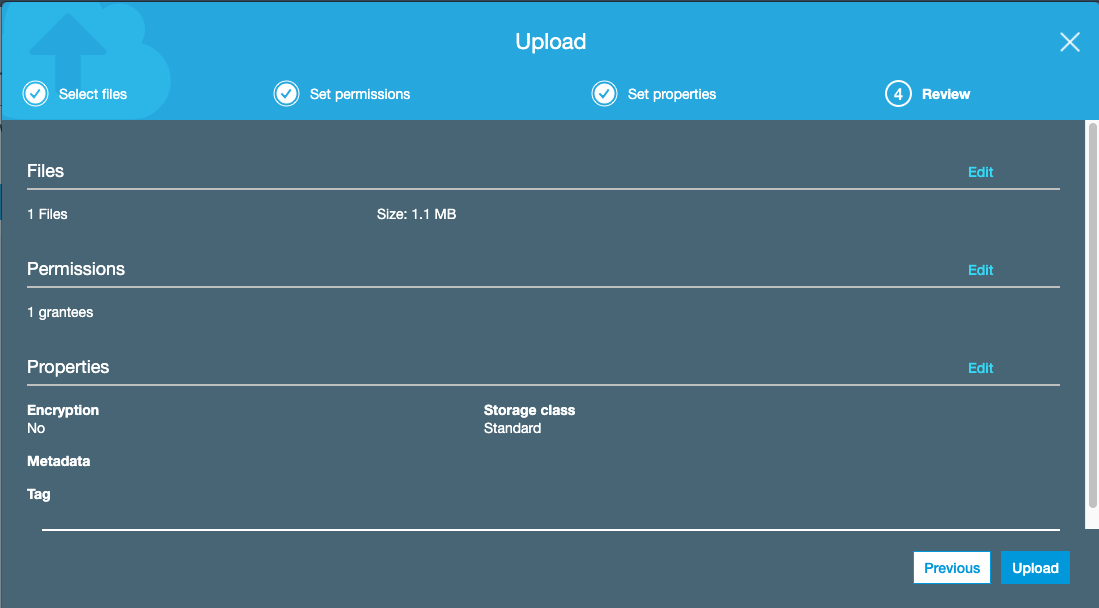 Upload
Select files
Set permissions
Set properties
4 Review
Files Edit
1 Files Size: 1.1 MB
Permissions Edit
1 grantees
Properties Edit
Encryption Storage class
No Standard
Metadata
Tag
Previous Upload